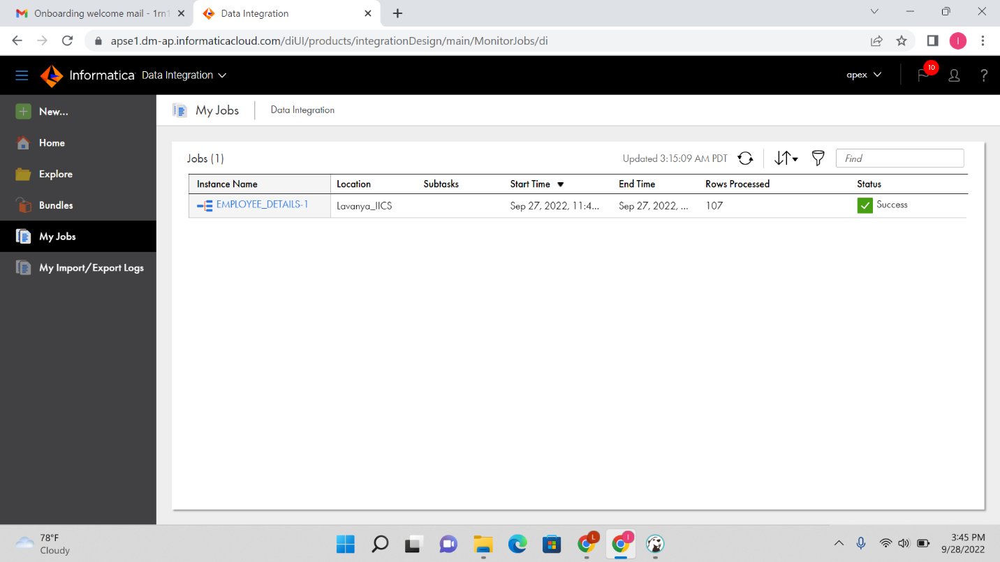 Onboarding welcome mail - 1rn1
Data Integration
apse1.dm-ap.informaticacloud.com/diUI/products/integrationDesign/main/MonitorJobs/di
I
Informatica Data Integration
apex
10
?
New...
Home
Explore
Bundles
My Jobs
My Import/Export Logs
My Jobs
Data Integration
Jobs (1)
Updated 3:15:09 AM PDT
Find
Instance Name Location Subtasks Start Time End Time Rows Processed Status
EMPLOYEE_DETAILS-1 Lavanya_IICS Sep 27, 2022, 11:4... Sep 27, 2022, ... 107 Success
78°F
Cloudy
L
I
3:45 PM
9/28/2022